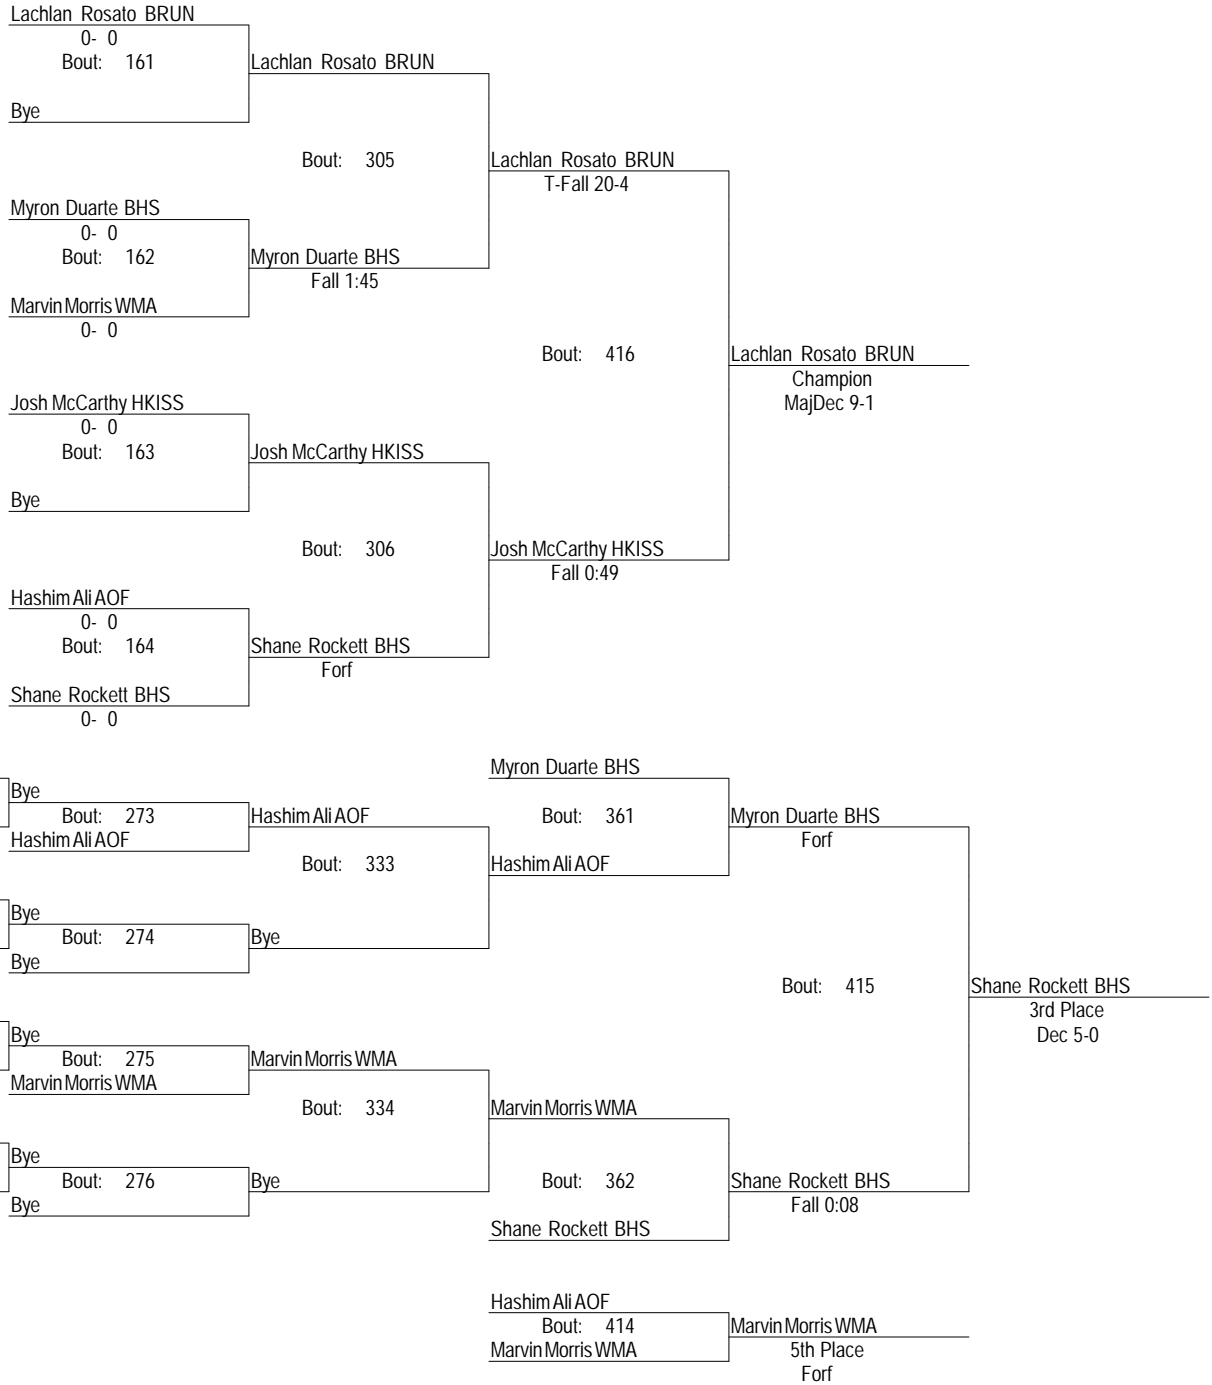 Lachlan Rosato BRUN
0- 0
Bout: 161
Lachlan Rosato BRUN
Bye
Bout: 305
Lachlan Rosato BRUN
T-Fall 20-4
Myron Duarte BHS
0- 0
Bout: 162
Myron Duarte BHS
Fall 1:45
Marvin Morris WMA
0- 0
Bout: 416
Lachlan Rosato BRUN
Champion
MajDec 9-1
Josh McCarthy HKISS
0- 0
Bout: 163
Josh McCarthy HKISS
Bye
Bout: 306
Josh McCarthy HKISS
Fall 0:49
Hashim Ali AOF
0- 0
Bout: 164
Shane Rockett BHS
Forf
Shane Rockett BHS
0- 0
Myron Duarte BHS
Bye
Bout: 273
Hashim Ali AOF
Bout: 361
Myron Duarte BHS
Forf
Hashim Ali AOF
Bout: 333
Hashim Ali AOF
Bye
Bout: 274
Bye
Bye
Bout: 415
Shane Rockett BHS
3rd Place
Dec 5-0
Bye
Bout: 275
Marvin Morris WMA
Marvin Morris WMA
Bout: 334
Marvin Morris WMA
Bye
Bout: 276
Bye
Bout: 362
Shane Rockett BHS
Fall 0:08
Bye
Shane Rockett BHS
Hashim Ali AOF
Bout: 414
Marvin Morris WMA
Marvin Morris WMA
5th Place
Forf